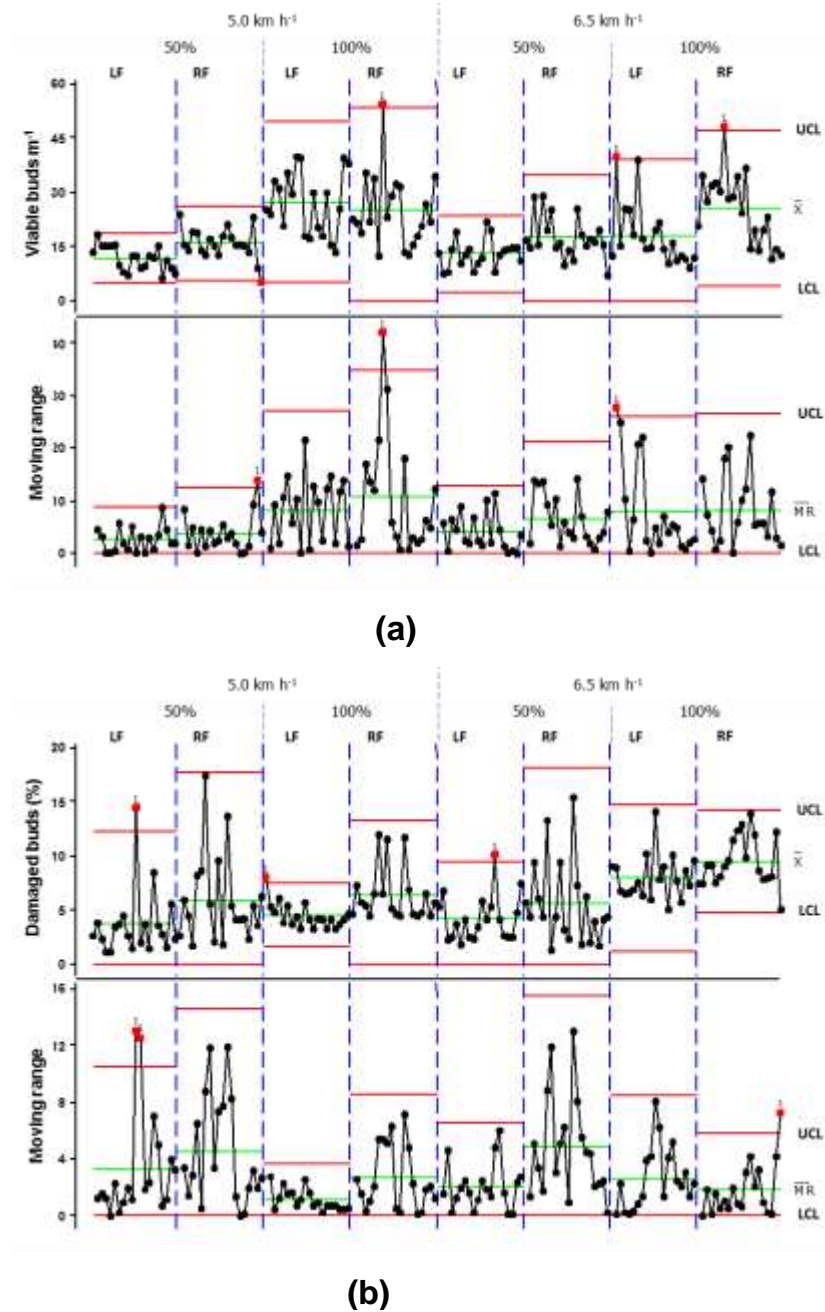 5.0 km h⁻¹ 6.5 km h⁻¹
50% 100% 50% 100%
LF RF LF RF LF RF LF RF
Viable buds m⁻¹
60
45
30
15
0
UCL
X̄
LCL
Moving range
40
30
20
10
0
UCL
M̅R̅
LCL
(a)
5.0 km h⁻¹ 6.5 km h⁻¹
50% 100% 50% 100%
LF RF LF RF LF RF LF RF
Damaged buds (%)
20
15
10
5
0
UCL
X̄
LCL
Moving range
16
12
8
4
0
UCL
M̅R̅
LCL
(b)